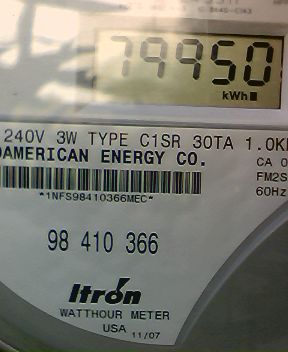 79950
kWh
240V 3W TYPE C1SR 30TA 1.0K
AMERICAN ENERGY CO.
CA 0
FM2S
60Hz
*1NFS98410366MEC*
98 410 366
Itron
WATTHOUR METER
USA 11/07